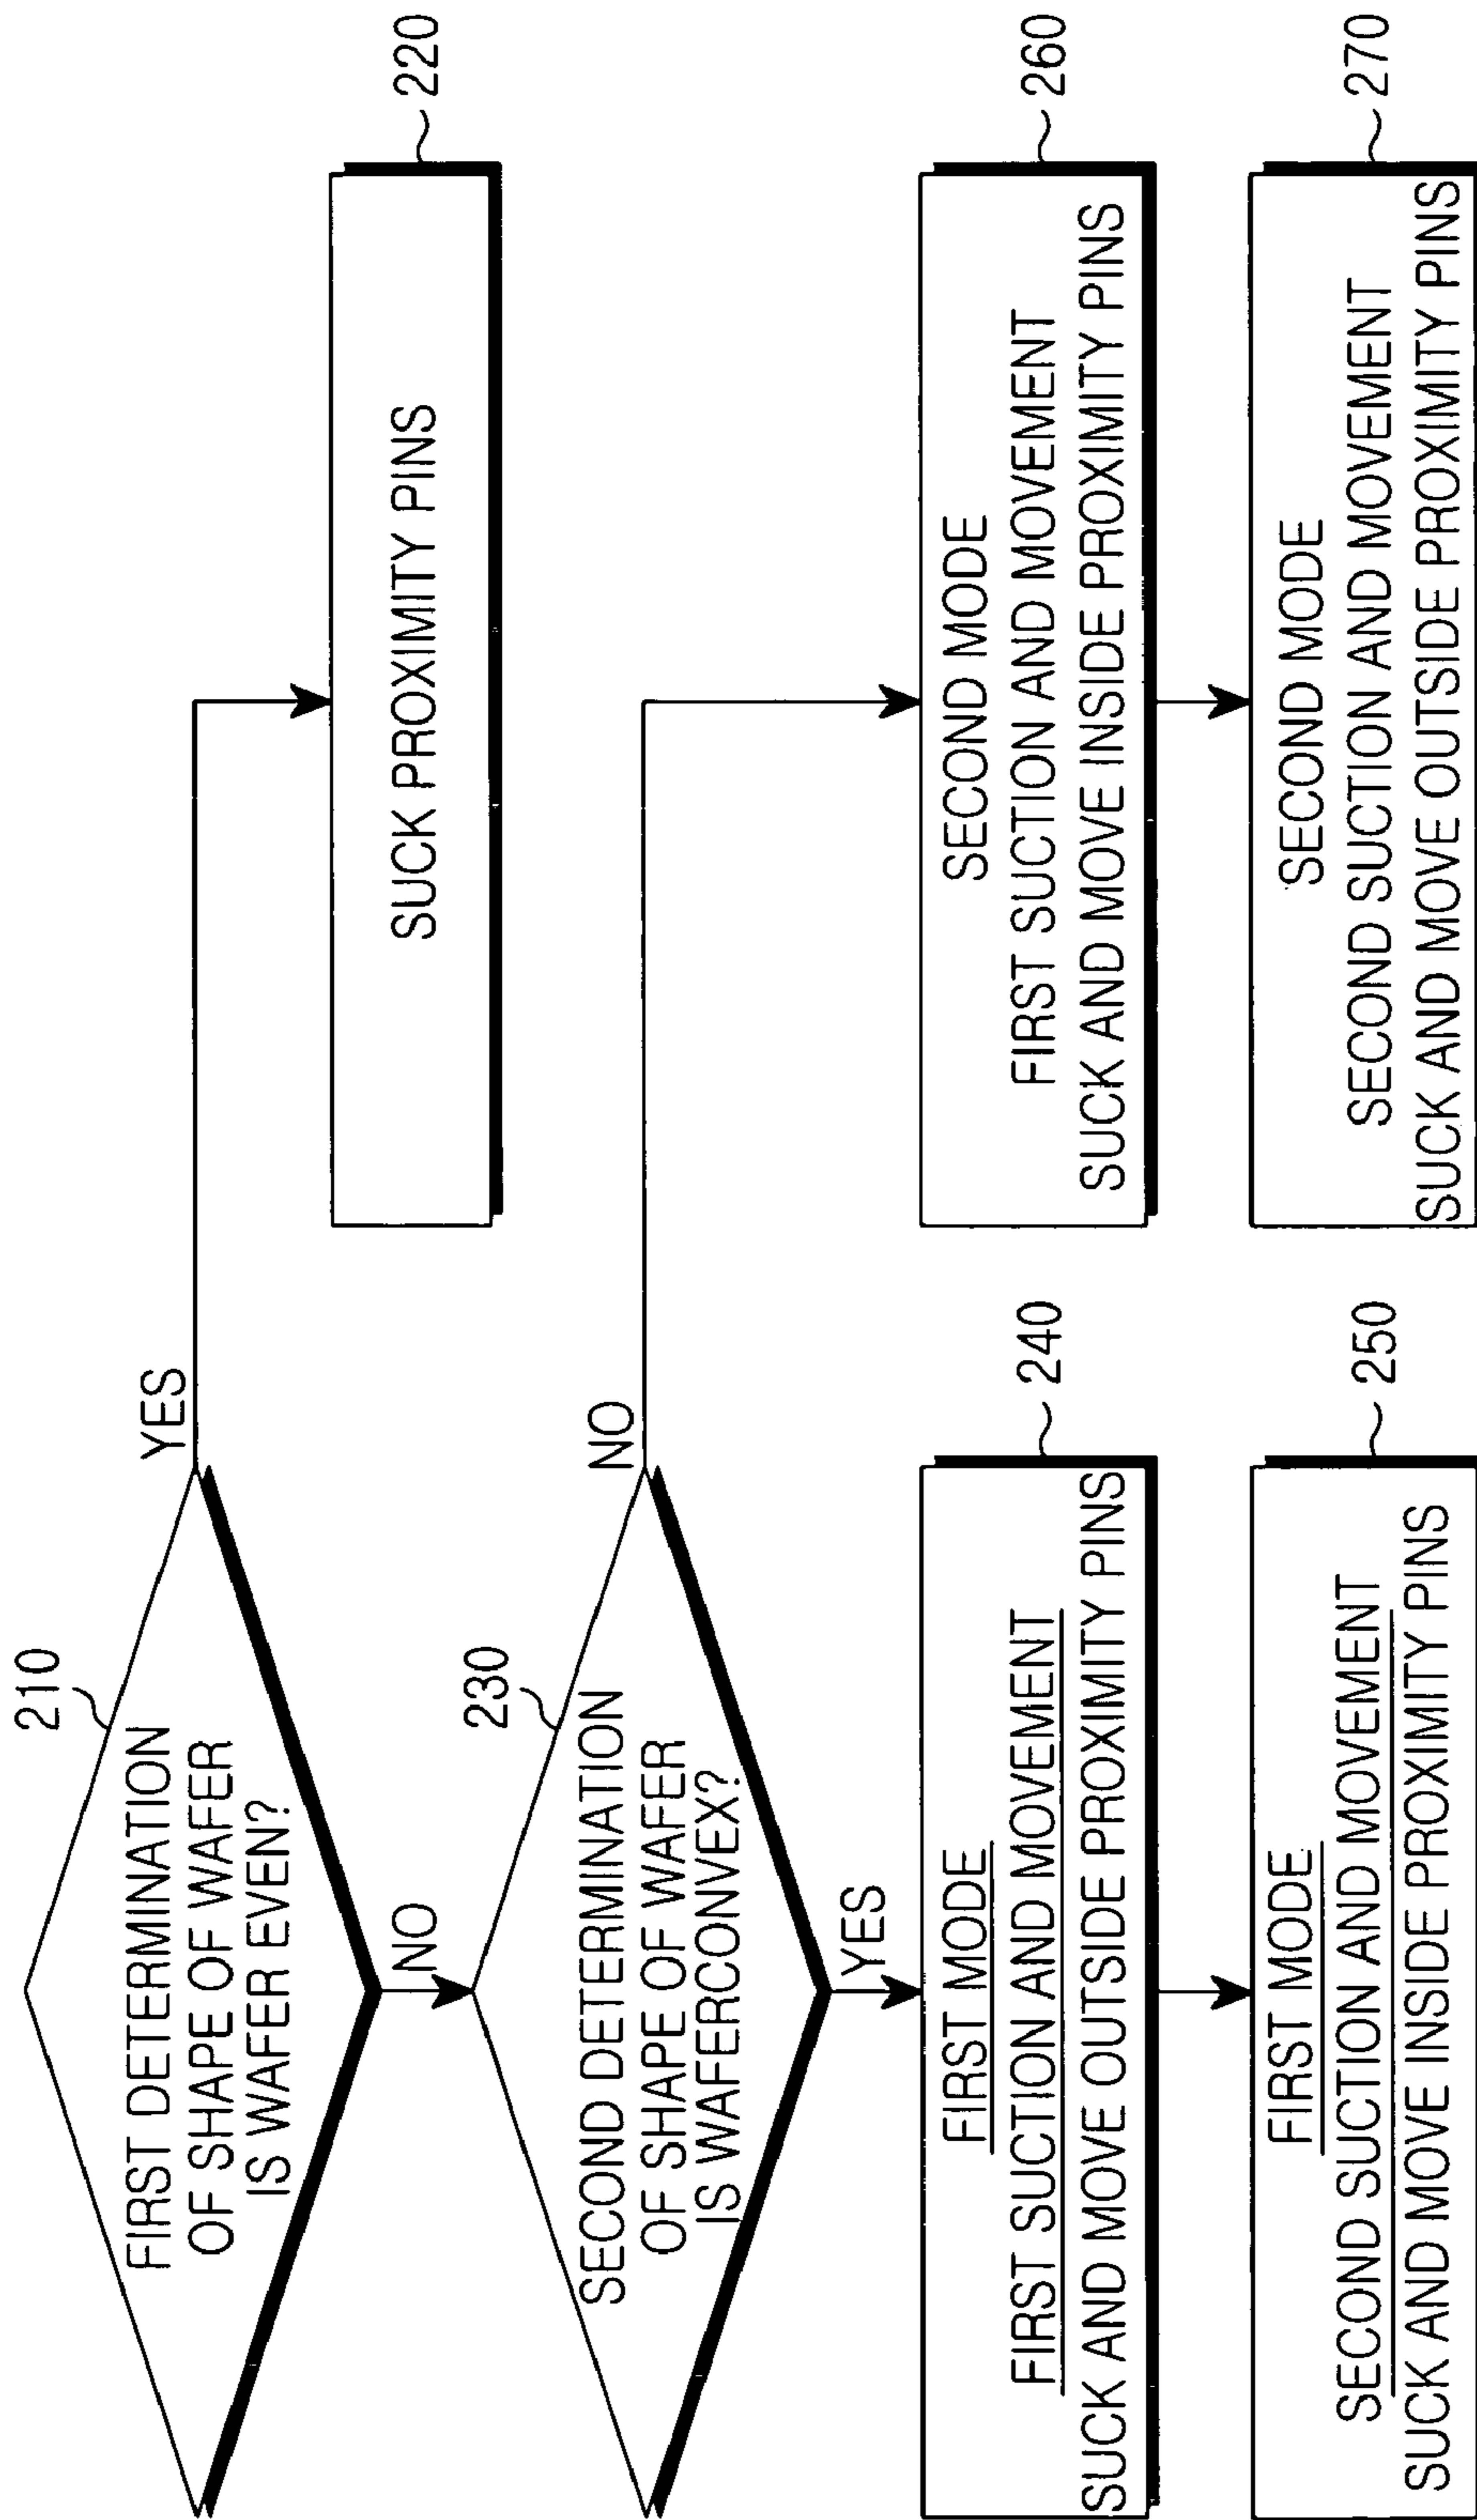 210
FIRST DETERMINATION
OF SHAPE OF WAFER
IS WAFER EVEN?
YES
NO
SUCK PROXIMITY PINS
220
230
SECOND DETERMINATION
OF SHAPE OF WAFER
IS WAFERCONVEX?
NO
YES
FIRST MODE
FIRST SUCTION AND MOVEMENT
SUCK AND MOVE OUTSIDE PROXIMITY PINS
240
SECOND MODE
FIRST SUCTION AND MOVEMENT
SUCK AND MOVE INSIDE PROXIMITY PINS
260
FIRST MODE
SECOND SUCTION AND MOVEMENT
SUCK AND MOVE INSIDE PROXIMITY PINS
250
SECOND MODE
SECOND SUCTION AND MOVEMENT
SUCK AND MOVE OUTSIDE PROXIMITY PINS
270